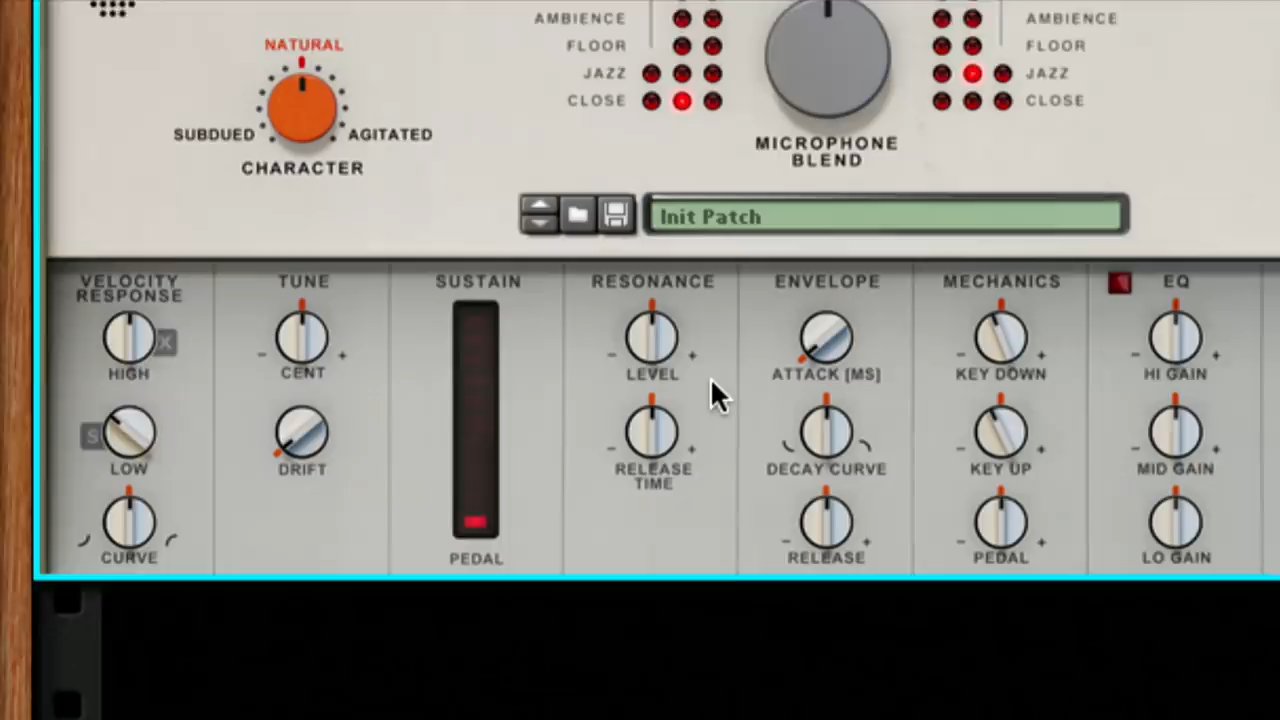 AMBIENCE
FLOOR
JAZZ
CLOSE
AMBIENCE
FLOOR
JAZZ
CLOSE
NATURAL
SUBDUED
AGITATED
CHARACTER
MICROPHONE
BLEND
Init Patch
VELOCITY
RESPONSE
TUNE
SUSTAIN
RESONANCE
ENVELOPE
MECHANICS
EQ
X
HIGH
- CENT +
- LEVEL +
ATTACK [MS]
- KEY DOWN +
- HI GAIN +
S
LOW
DRIFT
- RELEASE +
TIME
DECAY CURVE
- KEY UP +
- MID GAIN +
CURVE
PEDAL
- RELEASE +
- PEDAL +
LO GAIN